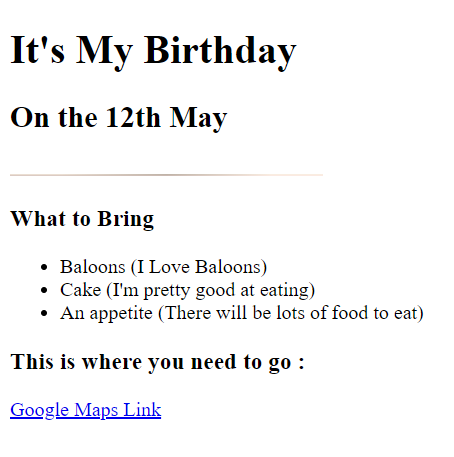 It's My Birthday
On the 12th May
What to Bring
Baloons (I Love Baloons)
Cake (I'm pretty good at eating)
An appetite (There will be lots of food to eat)
This is where you need to go :
Google Maps Link